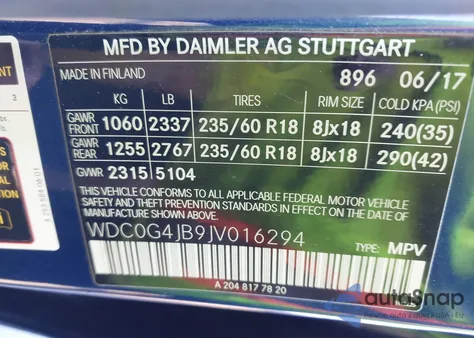 MFD BY DAIMLER AG STUTTGART
MADE IN FINLAND 896 06/17
KG LB TIRES RIM SIZE COLD KPA (PSI)
GAWR FRONT 1060 2337 235/60 R18 8Jx18 240(35)
GAWR REAR 1255 2767 235/60 R18 8Jx18 290(42)
GVWR 2315 5104
THIS VEHICLE CONFORMS TO ALL APPLICABLE FEDERAL MOTOR VEHICLE
SAFETY AND THEFT PREVENTION STANDARDS IN EFFECT ON THE DATE OF
MANUFACTURE SHOWN ABOVE.
WDC0G4JB9JV016294
TYPE: MPV
A 204 817 78 20
autoSnap